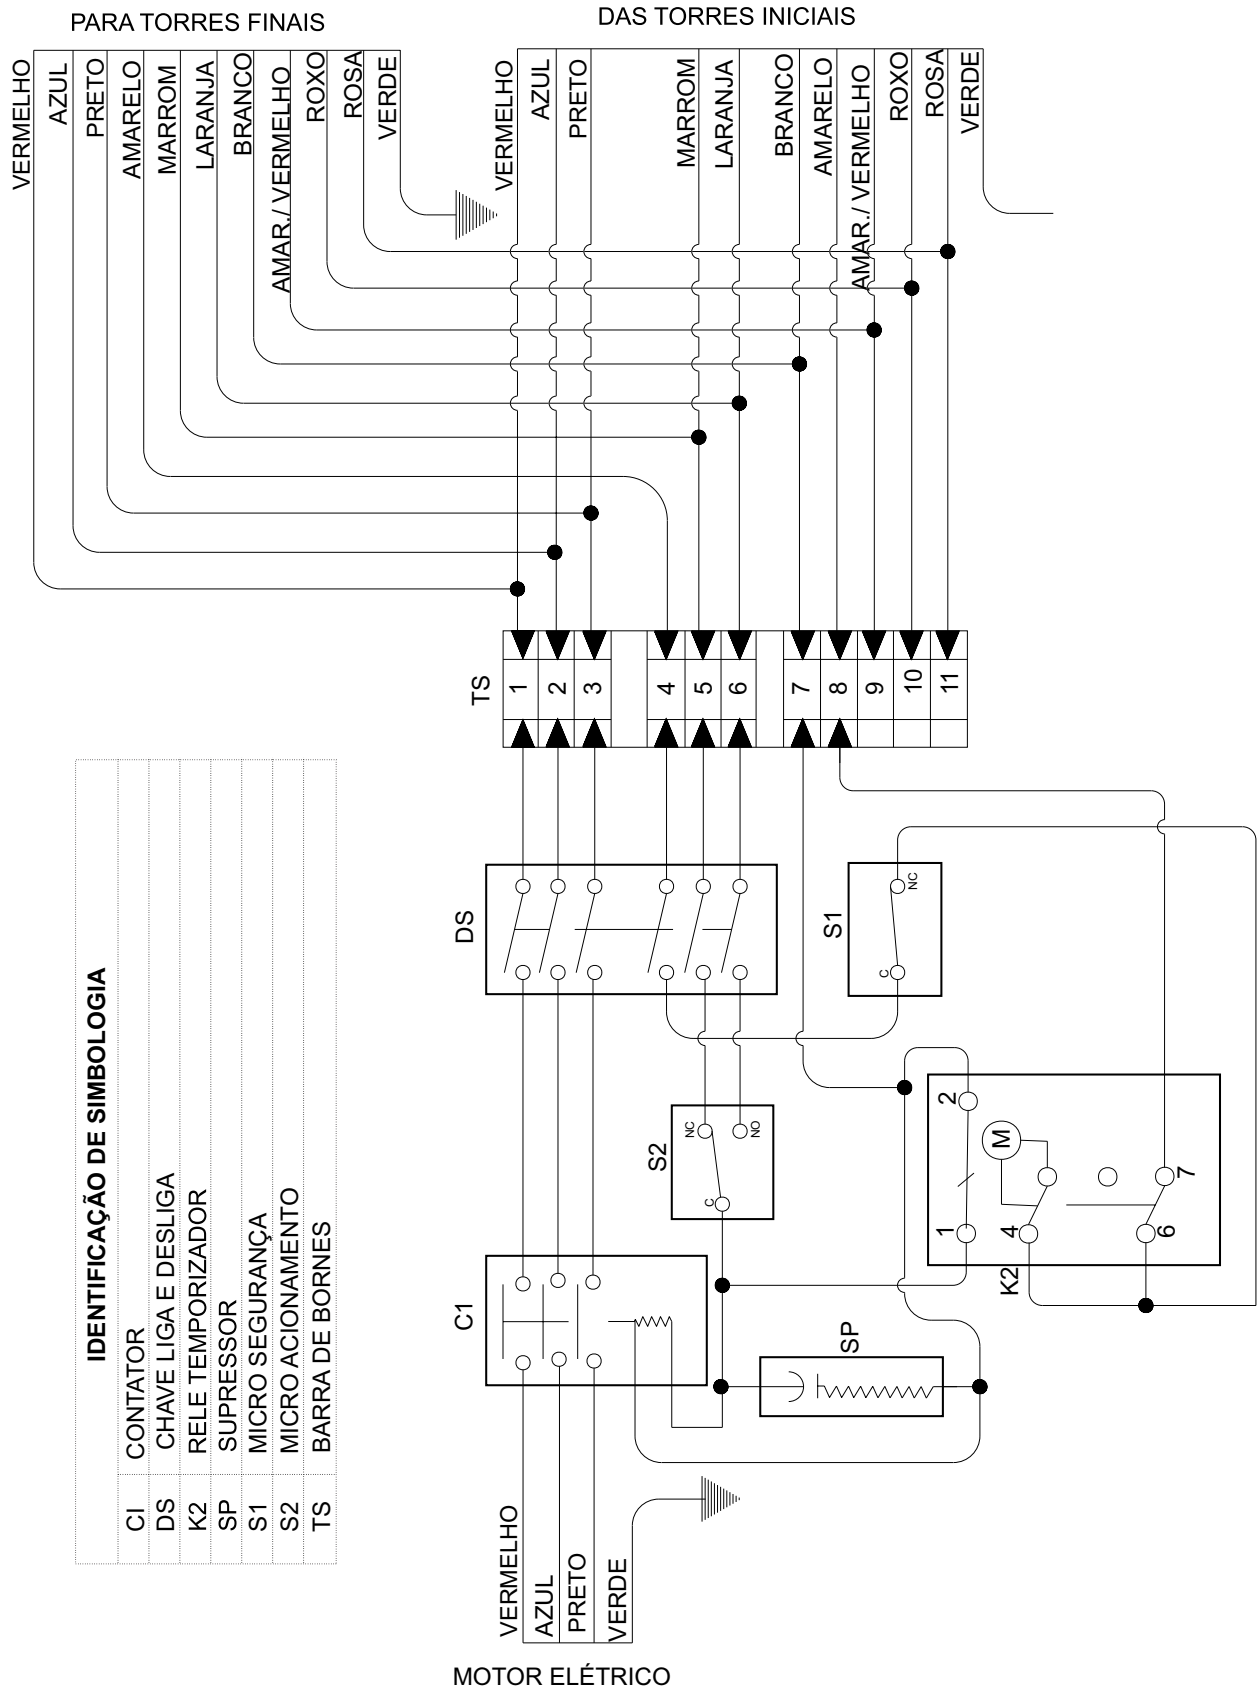 PARA TORRES FINAIS
DAS TORRES INICIAIS
VERMELHO
AZUL
PRETO
AMARELO
MARROM
LARANJA
BRANCO
AMAR./ VERMELHO
ROXO
ROSA
VERDE
VERMELHO
AZUL
PRETO
MARROM
LARANJA
BRANCO
AMARELO
AMAR./ VERMELHO
ROXO
ROSA
VERDE
TS
1
2
3
4
5
6
7
8
9
10
11
DS
S1
NC
C
S2
NC
NO
C
K2
2
1
M
4
6
7
C1
SP
VERMELHO
AZUL
PRETO
VERDE
MOTOR ELÉTRICO
IDENTIFICAÇÃO DE SIMBOLOGIA
CI CONTATOR
DS CHAVE LIGA E DESLIGA
K2 RELE TEMPORIZADOR
SP SUPRESSOR
S1 MICRO SEGURANÇA
S2 MICRO ACIONAMENTO
TS BARRA DE BORNES